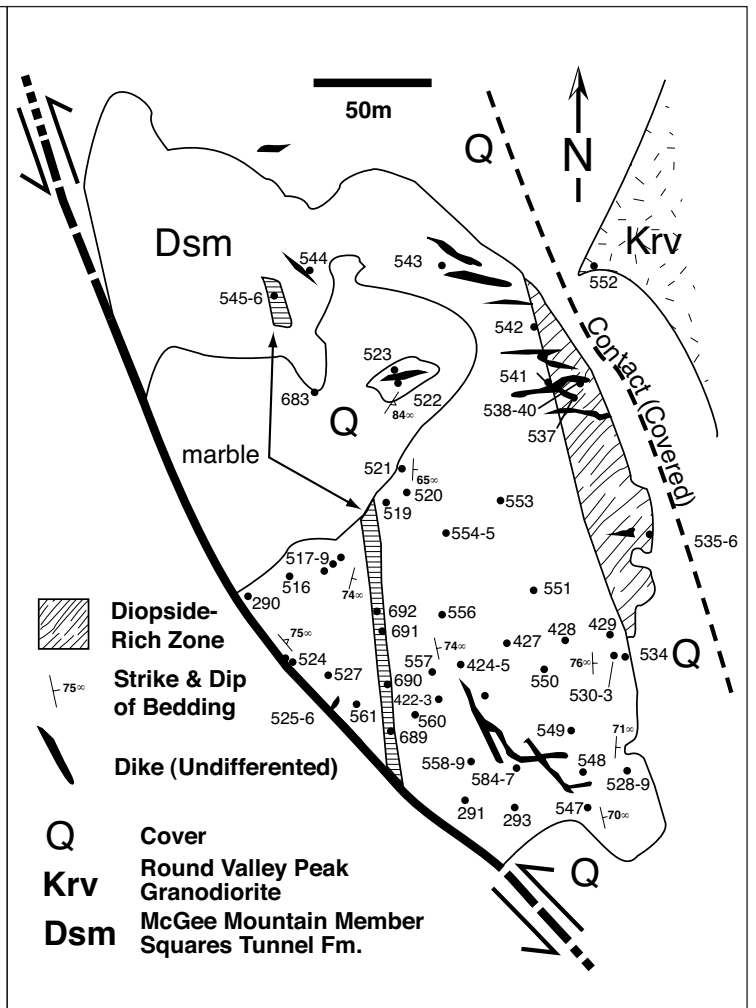 50m
Q
N
Dsm
Krv
544
543
552
545-6
542
Contact (Covered)
523
541
522
84∞
683
Q
538-40
537
marble
521
65∞
520
519
553
554-5
535-6
517-9
516
74∞
290
551
692
556
Diopside-
Rich Zone
691
427
428
429
75∞
74∞
557
424-5
76∞
534
Q
524
527
690
550
530-3
75∞
Strike & Dip
of Bedding
422-3
525-6
561
560
549
71∞
689
Dike (Undifferented)
558-9
584-7
548
528-9
291
293
547
70∞
Q
Cover
Q
Krv
Round Valley Peak
Granodiorite
Dsm
McGee Mountain Member
Squares Tunnel Fm.